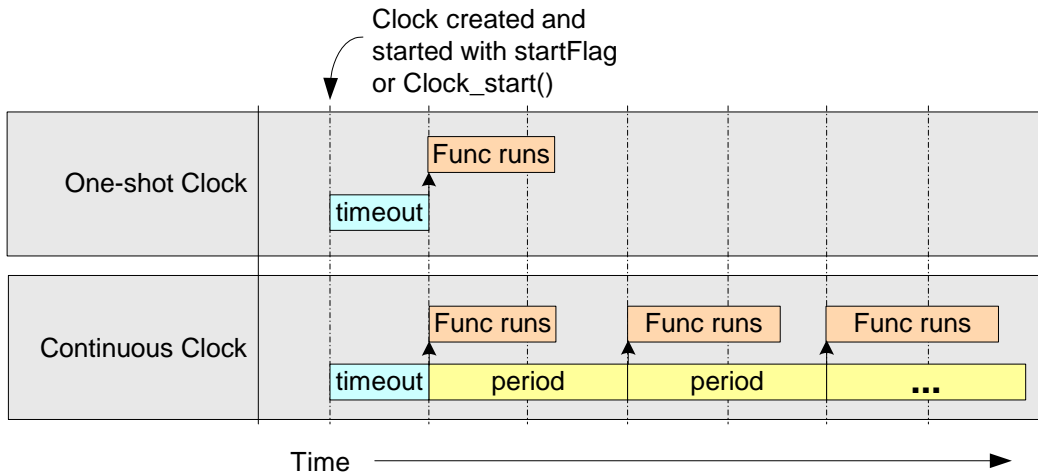 Clock created and
started with startFlag
or Clock_start()
Func runs
One-shot Clock
timeout
Func runs
Func runs
Func runs
Continuous Clock
timeout
period
period
...
Time